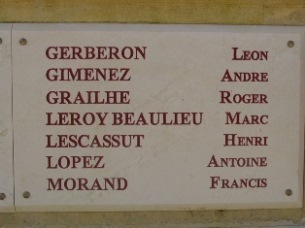 GERBERON LEON
GIMENEZ ANDRE
GRAILHE ROGER
LEROY BEAULIEU MARC
LESCASSUT HENRI
LOPEZ ANTOINE
MORAND FRANCIS